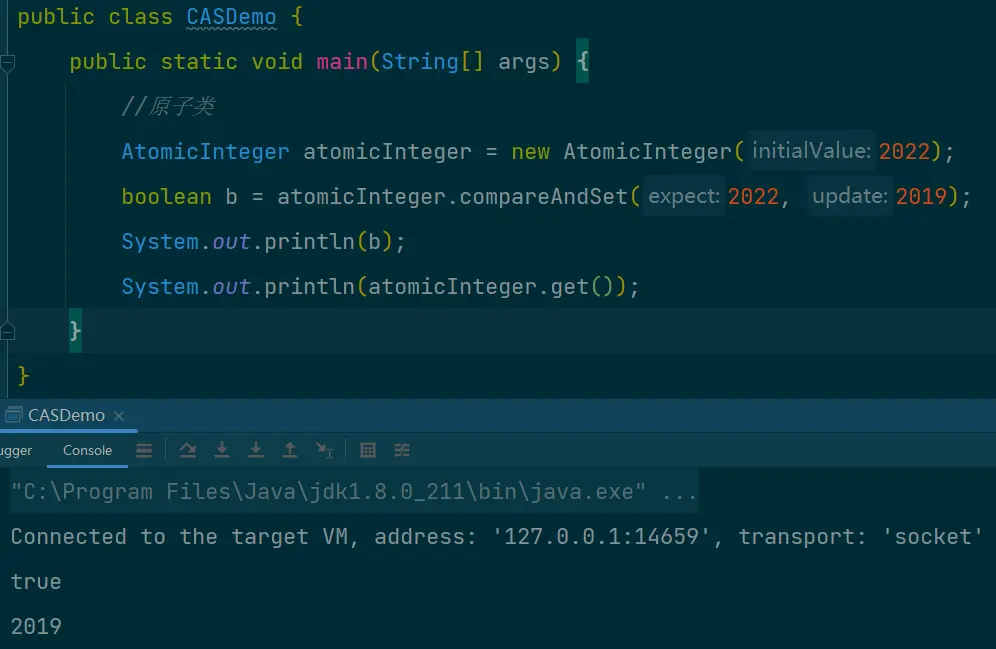 public class CASDemo {
public static void main(String[] args) {
//原子类
AtomicInteger atomicInteger = new AtomicInteger( initialValue: 2022);
boolean b = atomicInteger.compareAndSet( expect: 2022, update: 2019);
System.out.println(b);
System.out.println(atomicInteger.get());
}
}
CASDemo ×
ugger Console
"C:\Program Files\Java\jdk1.8.0_211\bin\java.exe" ...
Connected to the target VM, address: '127.0.0.1:14659', transport: 'socket'
true
2019